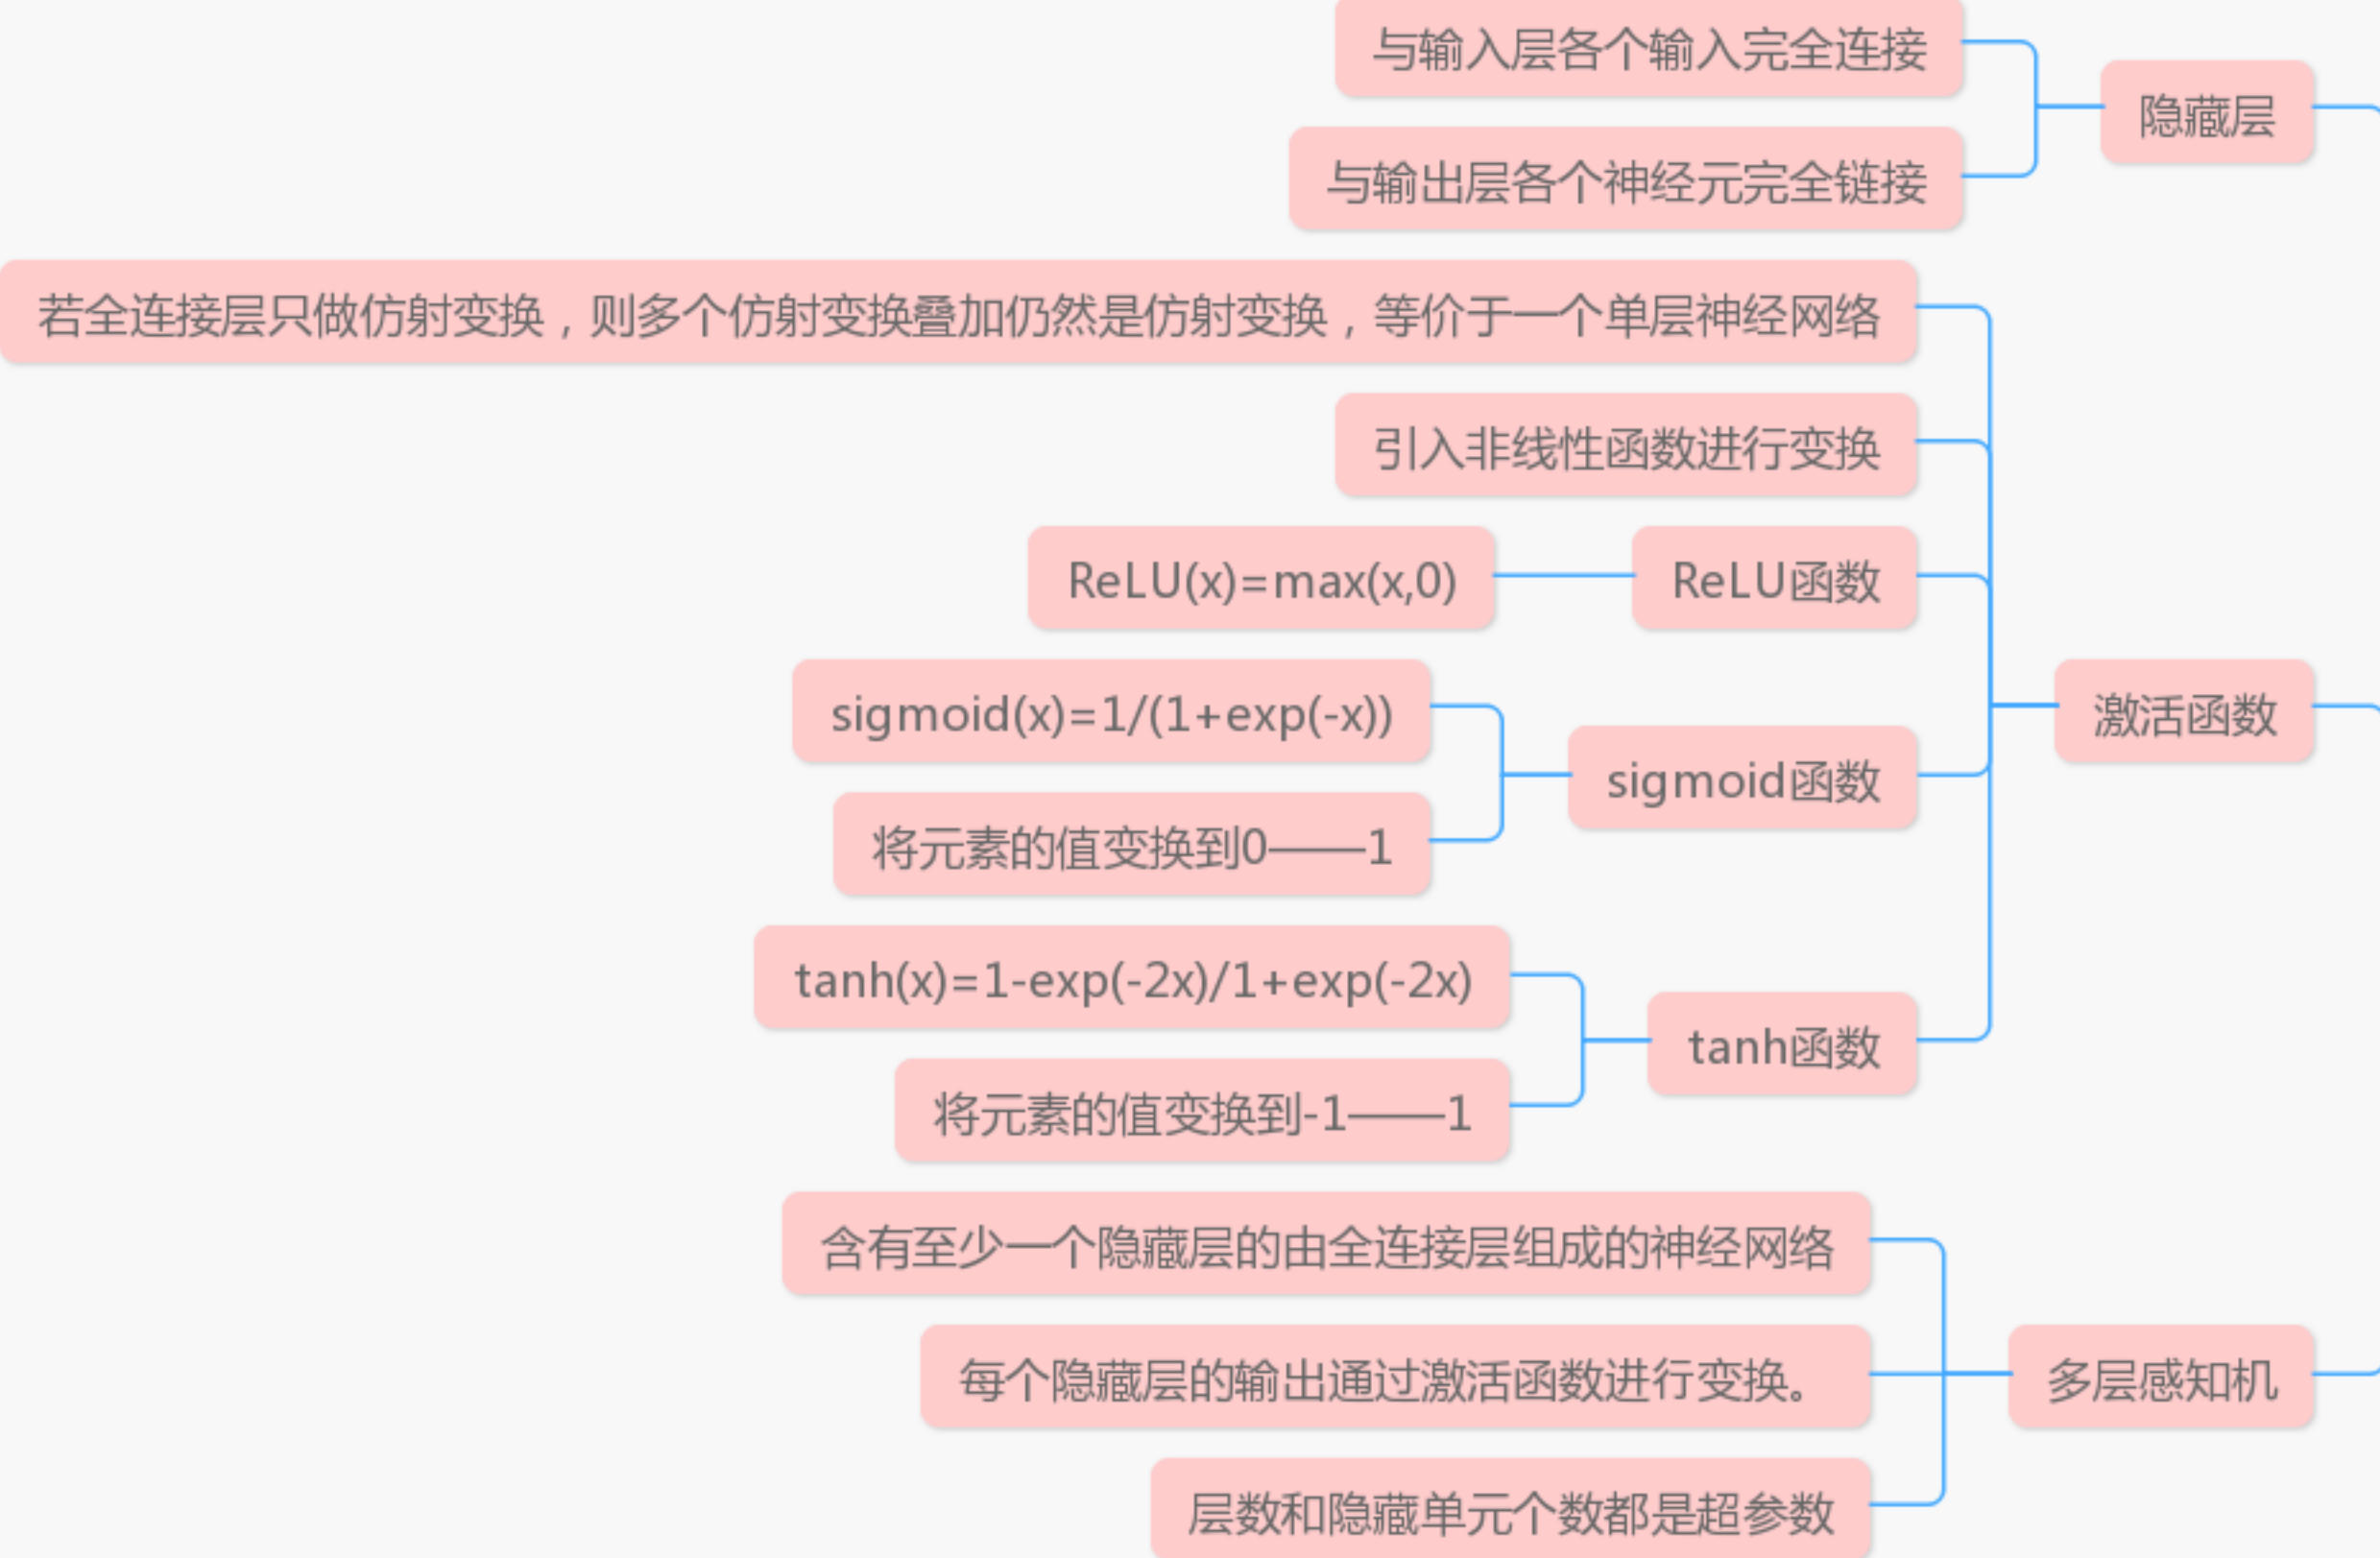 与输入层各个输入完全连接
隐藏层
与输出层各个神经元完全链接
若全连接层只做仿射变换，则多个仿射变换叠加仍然是仿射变换，等价于一个单层神经网络
引入非线性函数进行变换
ReLU(x)=max(x,0)
ReLU函数
sigmoid(x)=1/(1+exp(-x))
激活函数
sigmoid函数
将元素的值变换到0——1
tanh(x)=1-exp(-2x)/1+exp(-2x)
tanh函数
将元素的值变换到-1——1
含有至少一个隐藏层的由全连接层组成的神经网络
每个隐藏层的输出通过激活函数进行变换。
多层感知机
层数和隐藏单元个数都是超参数